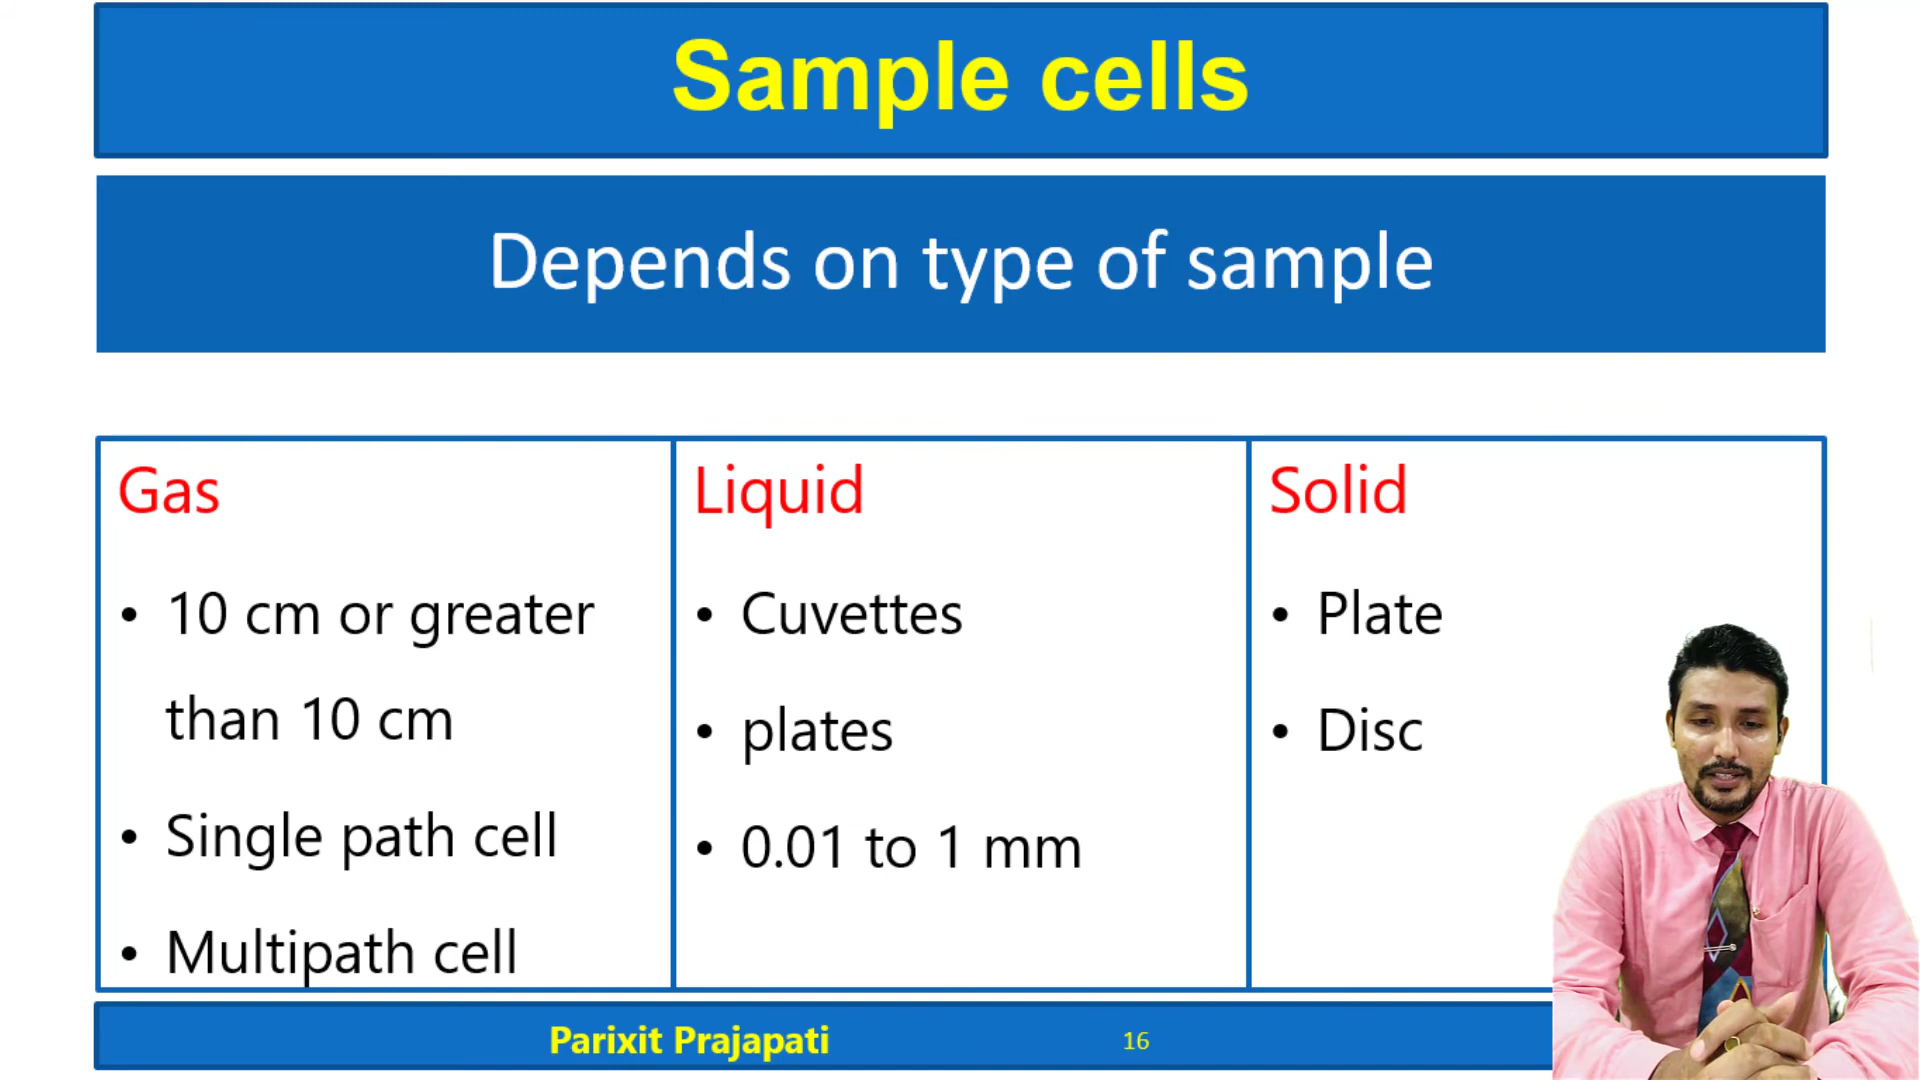 Sample cells
Depends on type of sample
Gas
• 10 cm or greater
than 10 cm
• Single path cell
• Multipath cell
Liquid
• Cuvettes
• plates
• 0.01 to 1 mm
Solid
• Plate
• Disc
Parixit Prajapati
16